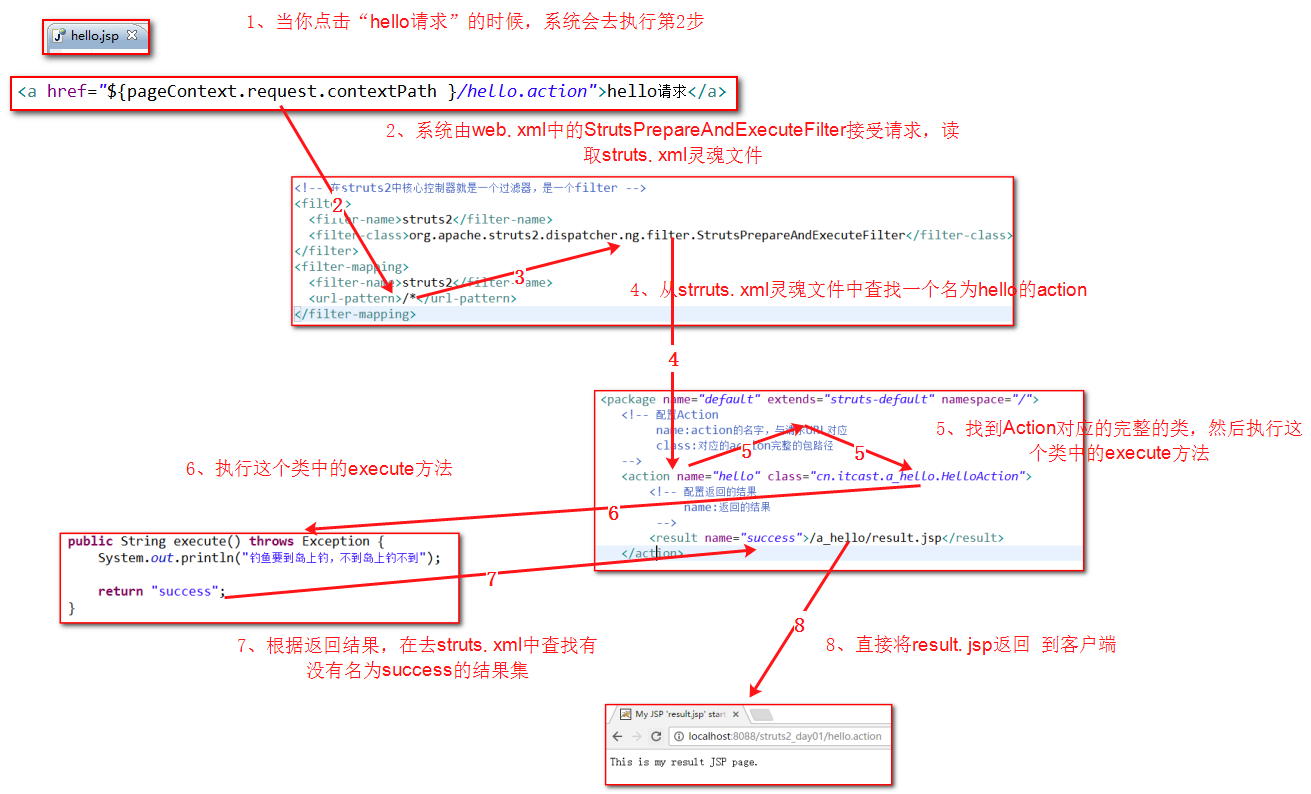 1、当你点击“hello请求”的时候，系统会去执行第2步
hello.jsp
<a href="${pageContext.request.contextPath }/hello.action">hello请求</a>
2、系统由web.xml中的StrutsPrepareAndExecuteFilter接受请求，读
取struts.xml灵魂文件
<!-- 在struts2中核心控制器就是一个过滤器，是一个filter -->
<filter>
2
<filter-name>struts2</filter-name>
<filter-class>org.apache.struts2.dispatcher.ng.filter.StrutsPrepareAndExecuteFilter</filter-class>
</filter>
<filter-mapping>
3
<filter-name>struts2</filter-name>
<url-pattern>/*</url-pattern>
</filter-mapping>
4、从strruts.xml灵魂文件中查找一个名为hello的action
4
<package name="default" extends="struts-default" namespace="/">
<!-- 配置Action
name:action的名字，与请求URL对应
class:对应的action完整的包路径
-->
5
5
<action name="hello" class="cn.itcast.a_hello.HelloAction">
<!-- 配置返回的结果
name:返回的结果
-->
<result name="success">/a_hello/result.jsp</result>
</action>
5、找到Action对应的完整的类，然后执行这
个类中的execute方法
6、执行这个类中的execute方法
6
public String execute() throws Exception {
System.out.println("钓鱼要到岛上钓，不到岛上钓不到");
return "success";
}
7
7、根据返回结果，在去struts.xml中查找有
没有名为success的结果集
8
8、直接将result.jsp返回 到客户端
My JSP 'result.jsp' start
localhost:8088/struts2_day01/hello.action
This is my result JSP page.